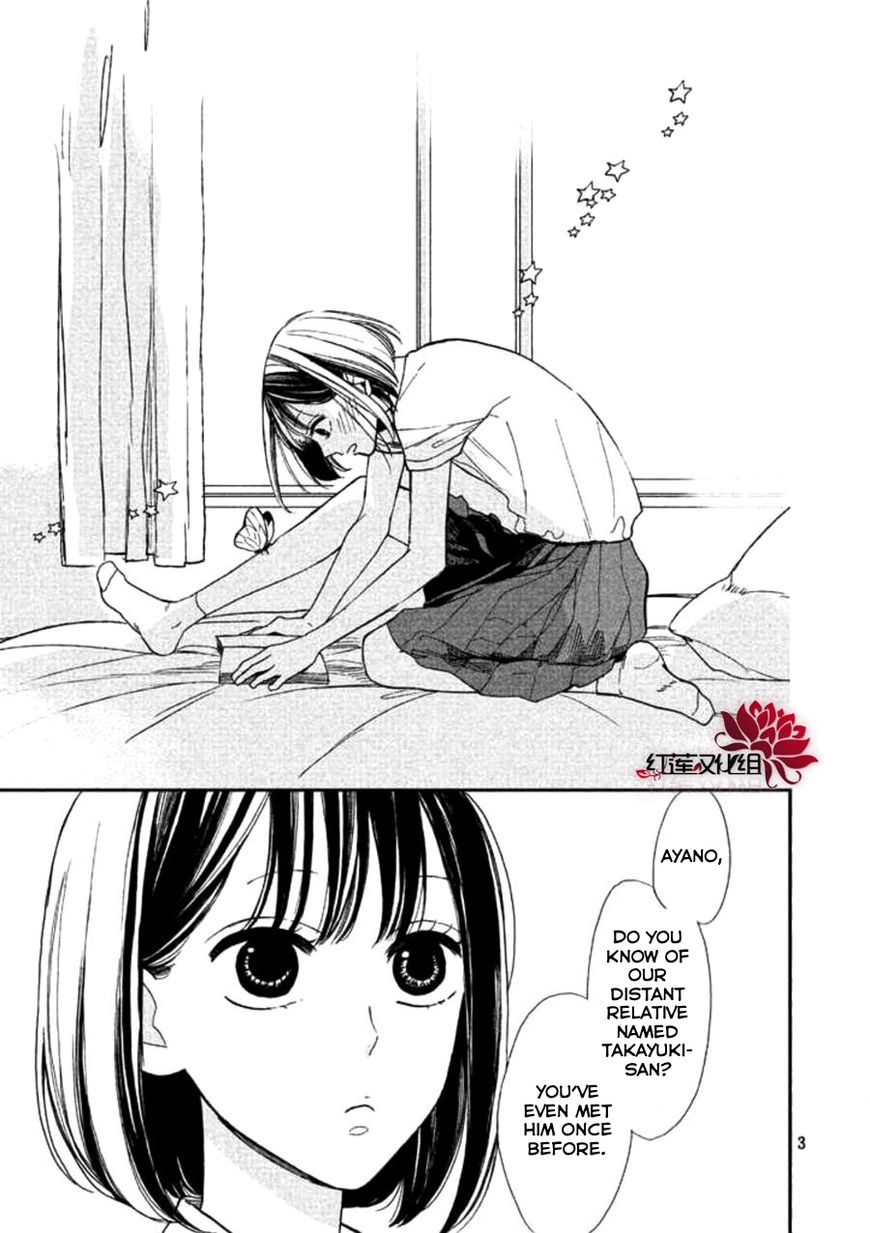 红莲汉化组
AYANO,
DO YOU
KNOW OF
OUR
DISTANT
RELATIVE
NAMED
TAKAYUKI-
SAN?
YOU'VE
EVEN MET
HIM ONCE
BEFORE.
3